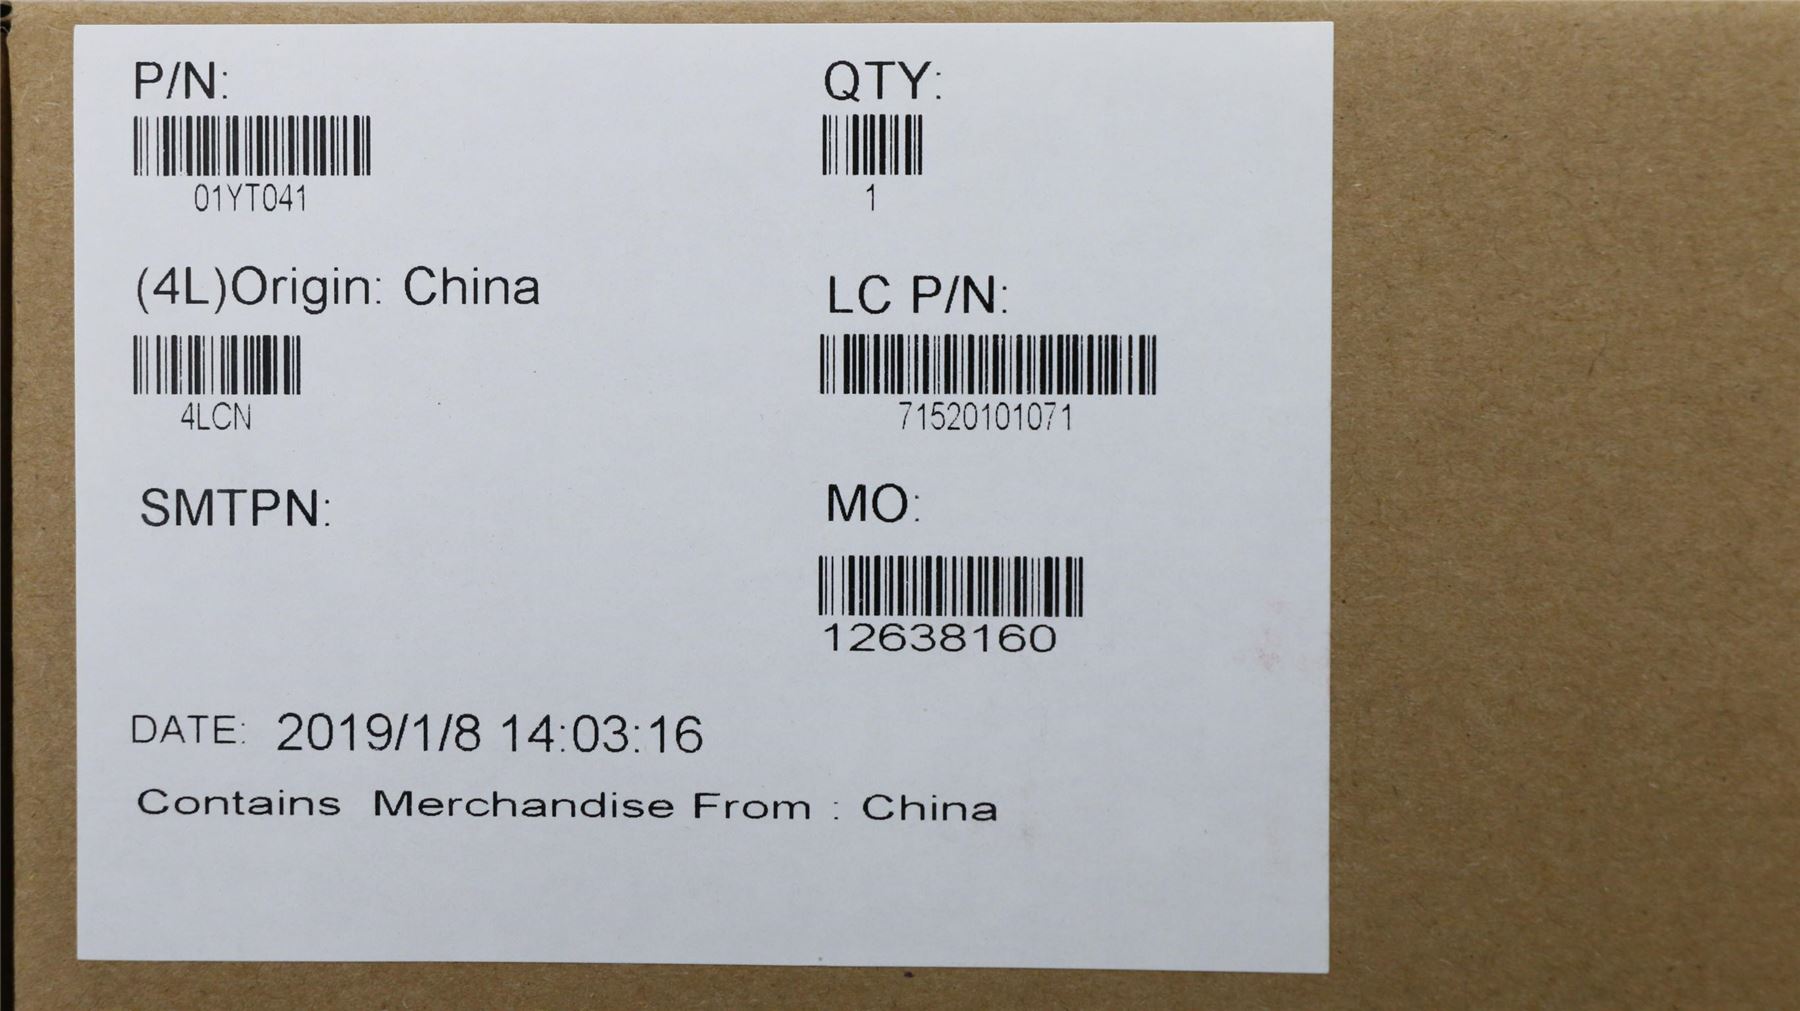 P/N:
QTY:
01YT041
1
(4L)Origin: China
LC P/N:
4LCN
71520101071
SMTPN:
MO:
12638160
DATE: 2019/1/8 14:03:16
Contains Merchandise From : China